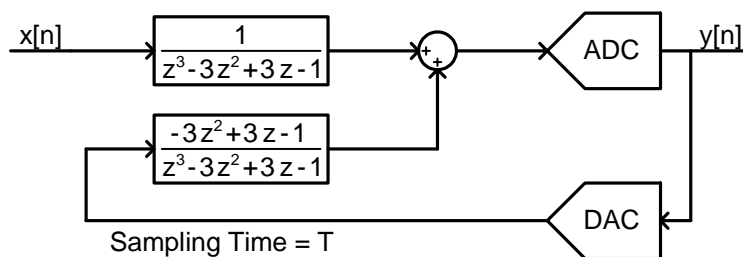 x[n]
1
z³-3z²+3z-1
+
+
ADC
y[n]
-3z²+3z-1
z³-3z²+3z-1
DAC
Sampling Time = T